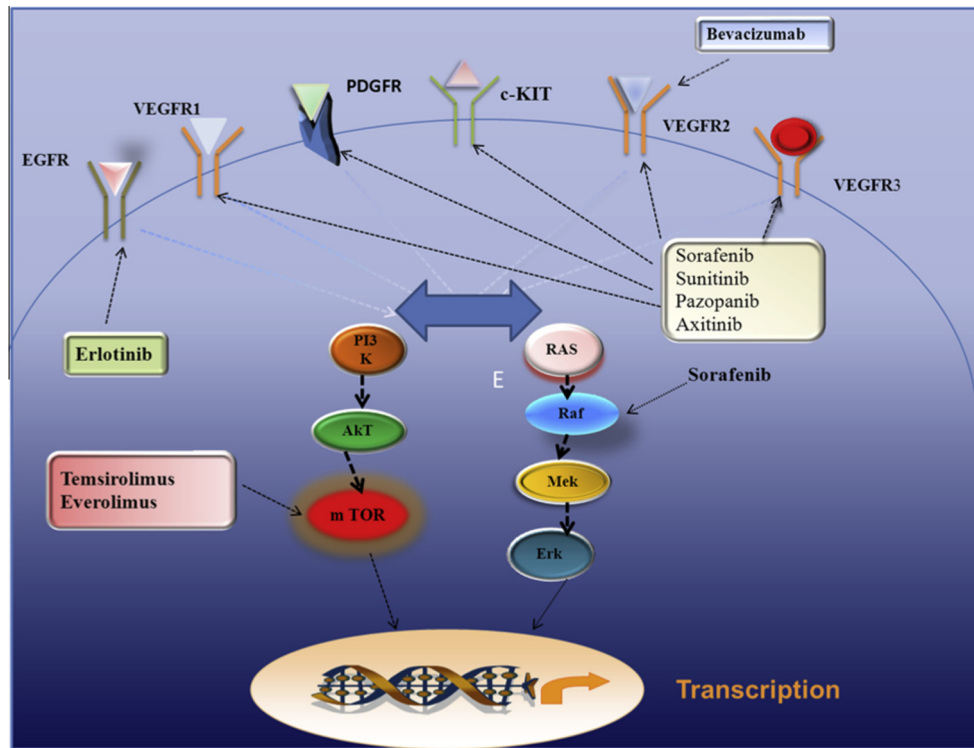 Bevacizumab
PDGFR
c-KIT
VEGFR1
VEGFR2
EGFR
VEGFR3
Sorafenib
Sunitinib
Pazopanib
Axitinib
Erlotinib
PI3
K
RAS
E
Sorafenib
Raf
AkT
Temsirolimus
Everolimus
Mek
m TOR
Erk
Transcription